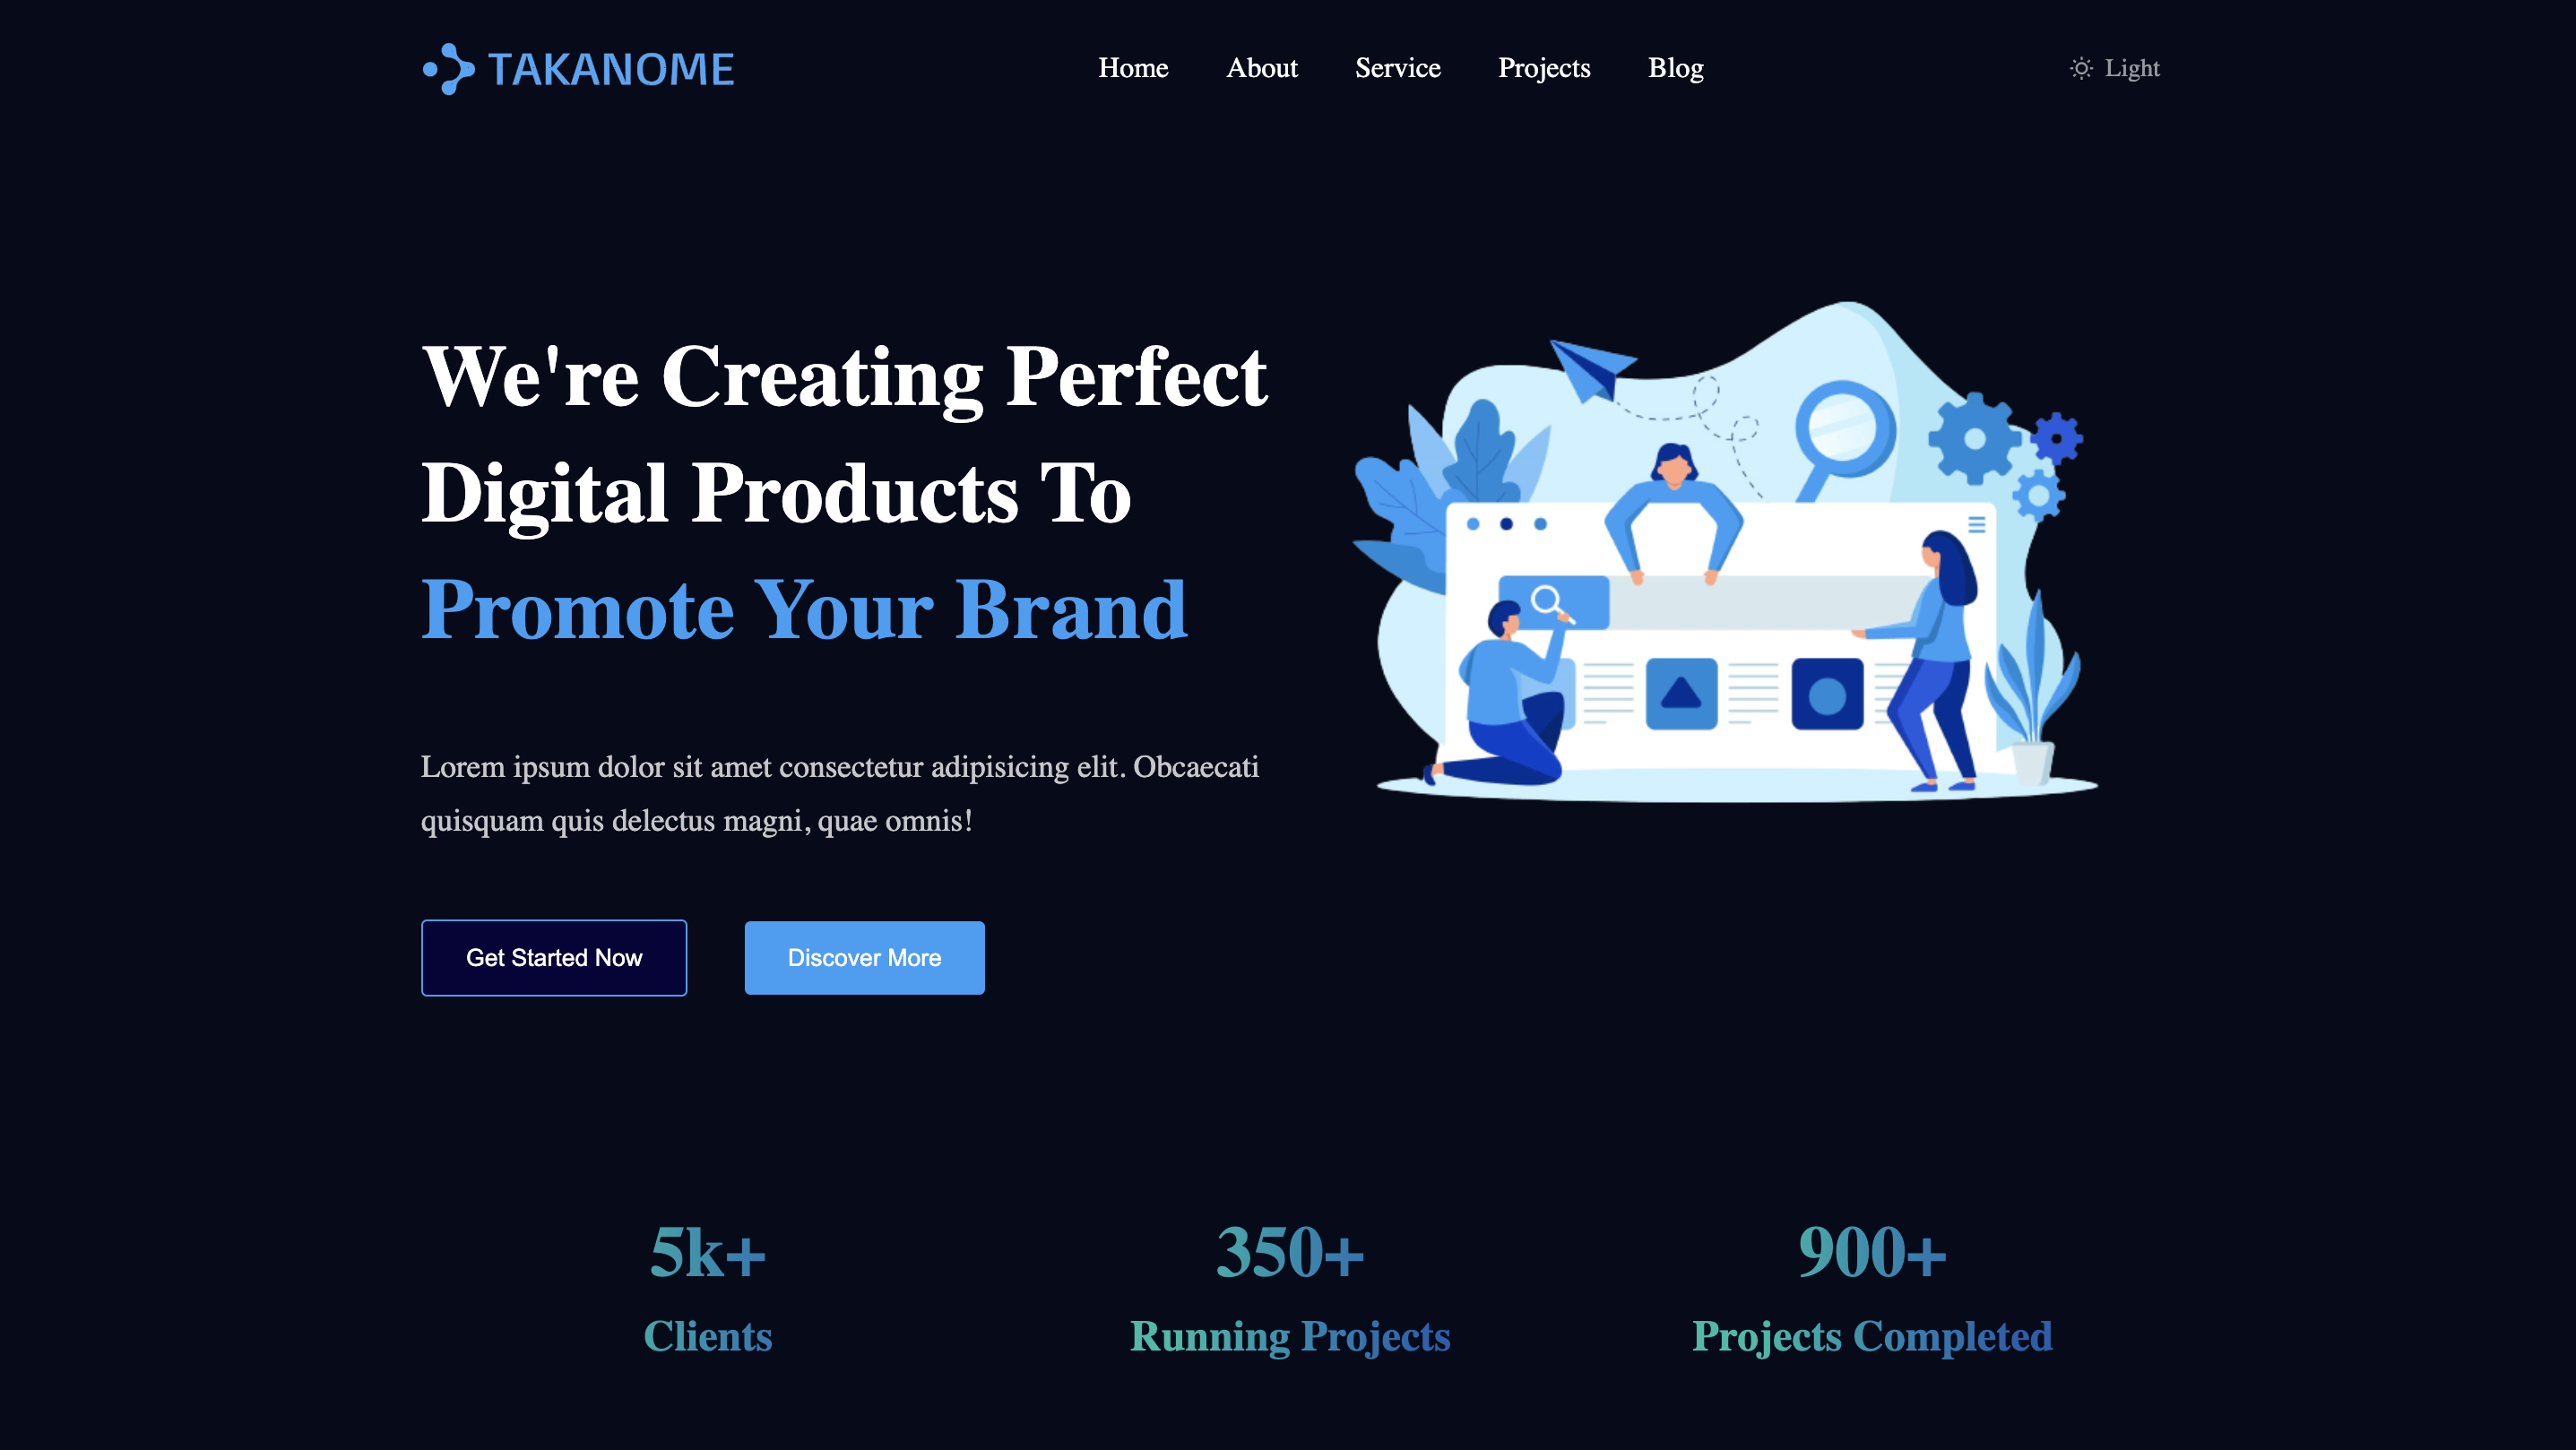 TAKANOME
Home About Service Projects Blog
Light
We're Creating Perfect
Digital Products To
Promote Your Brand
Lorem ipsum dolor sit amet consectetur adipisicing elit. Obcaecati
quisquam quis delectus magni, quae omnis!
Get Started Now
Discover More
5k+
Clients
350+
Running Projects
900+
Projects Completed